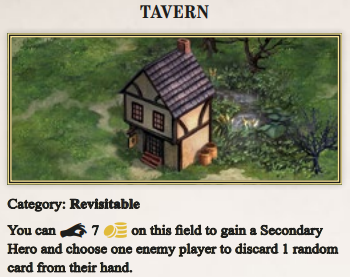 TAVERN
Category: Revisitable
You can 7 on this field to gain a Secondary
Hero and choose one enemy player to discard 1 random
card from their hand.